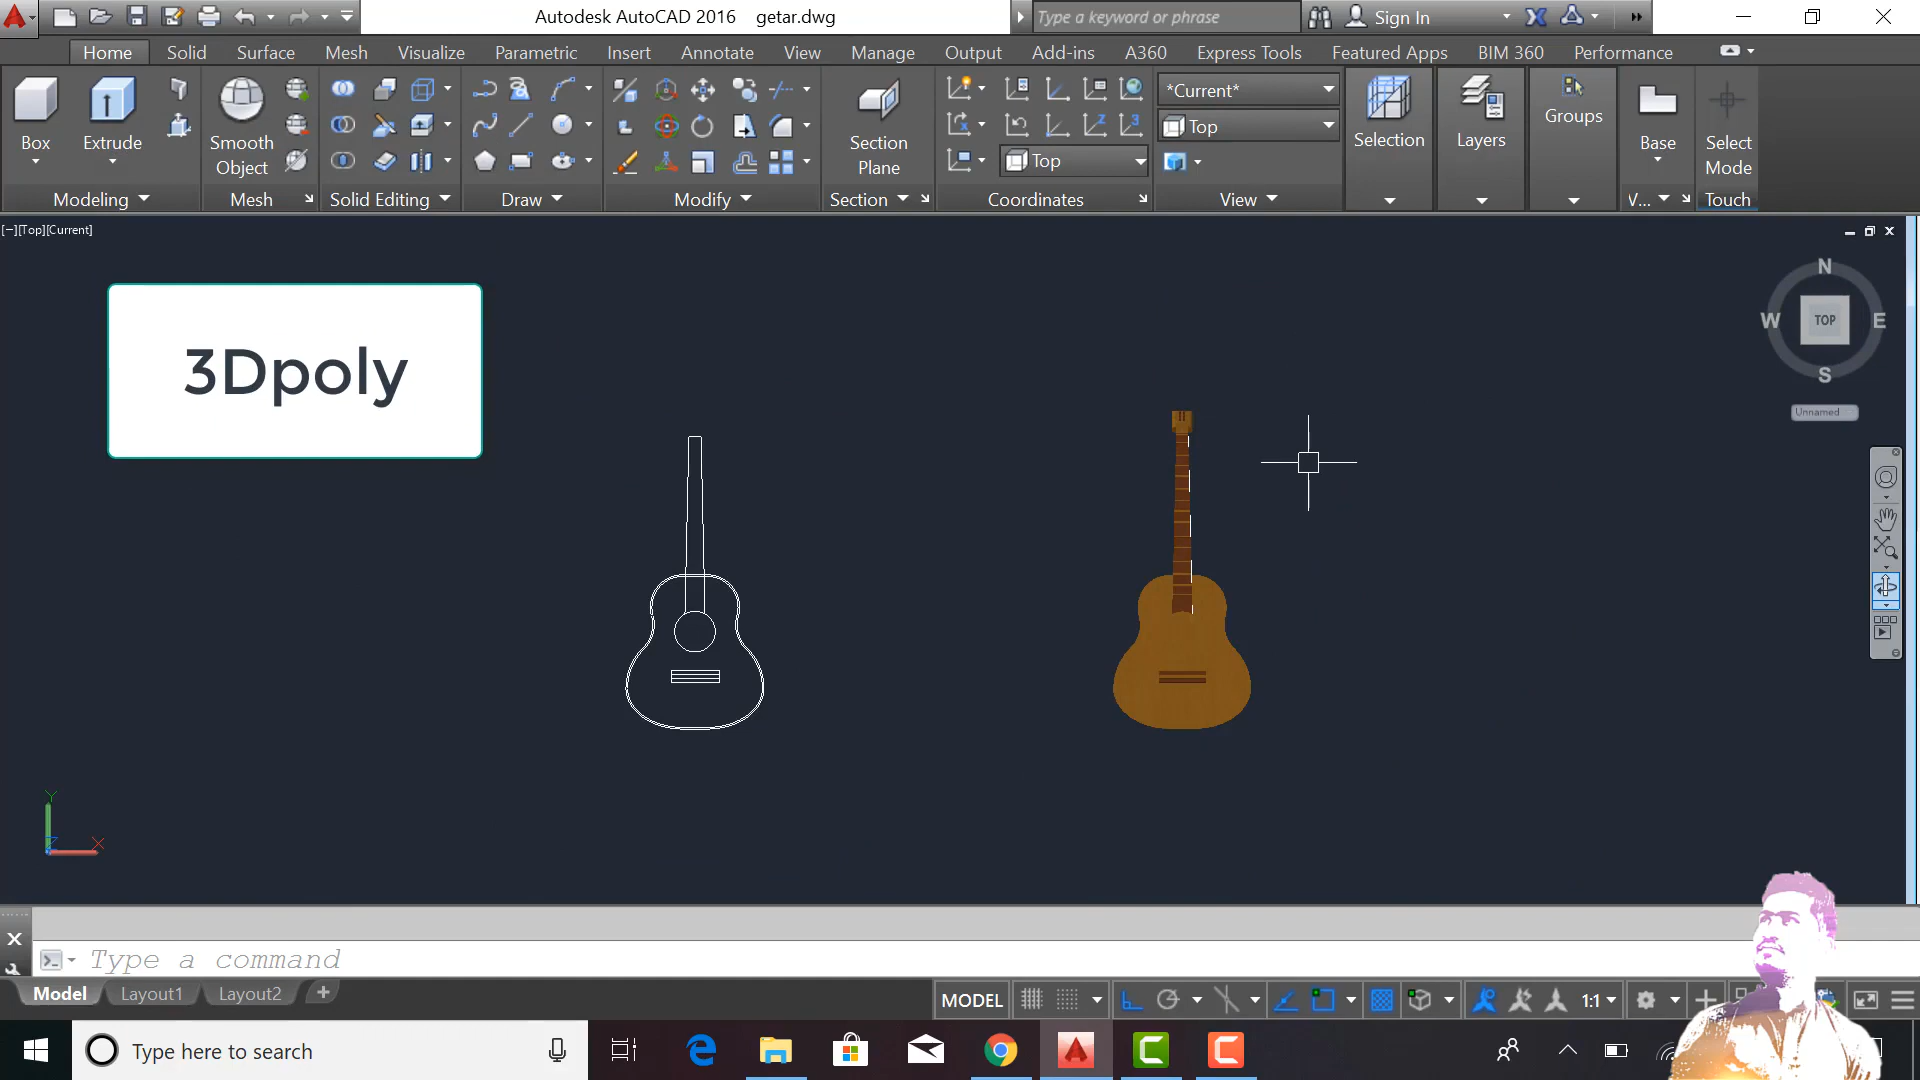 Autodesk AutoCAD 2016 getar.dwg
Type a keyword or phrase
Sign In
Home Solid Surface Mesh Visualize Parametric Insert Annotate View Manage Output Add-ins A360 Express Tools Featured Apps BIM 360 Performance
*Current*
Top
Top
Box
Extrude
Smooth
Object
Section
Plane
Selection
Layers
Groups
Base
Select
Mode
Modeling Mesh Solid Editing Draw Modify Section Coordinates View V... Touch
[−][Top][Current]
3Dpoly
N
W TOP E
S
Unnamed
Y
X
Z
Type a command
Model Layout1 Layout2 +
MODEL
1:1
Type here to search